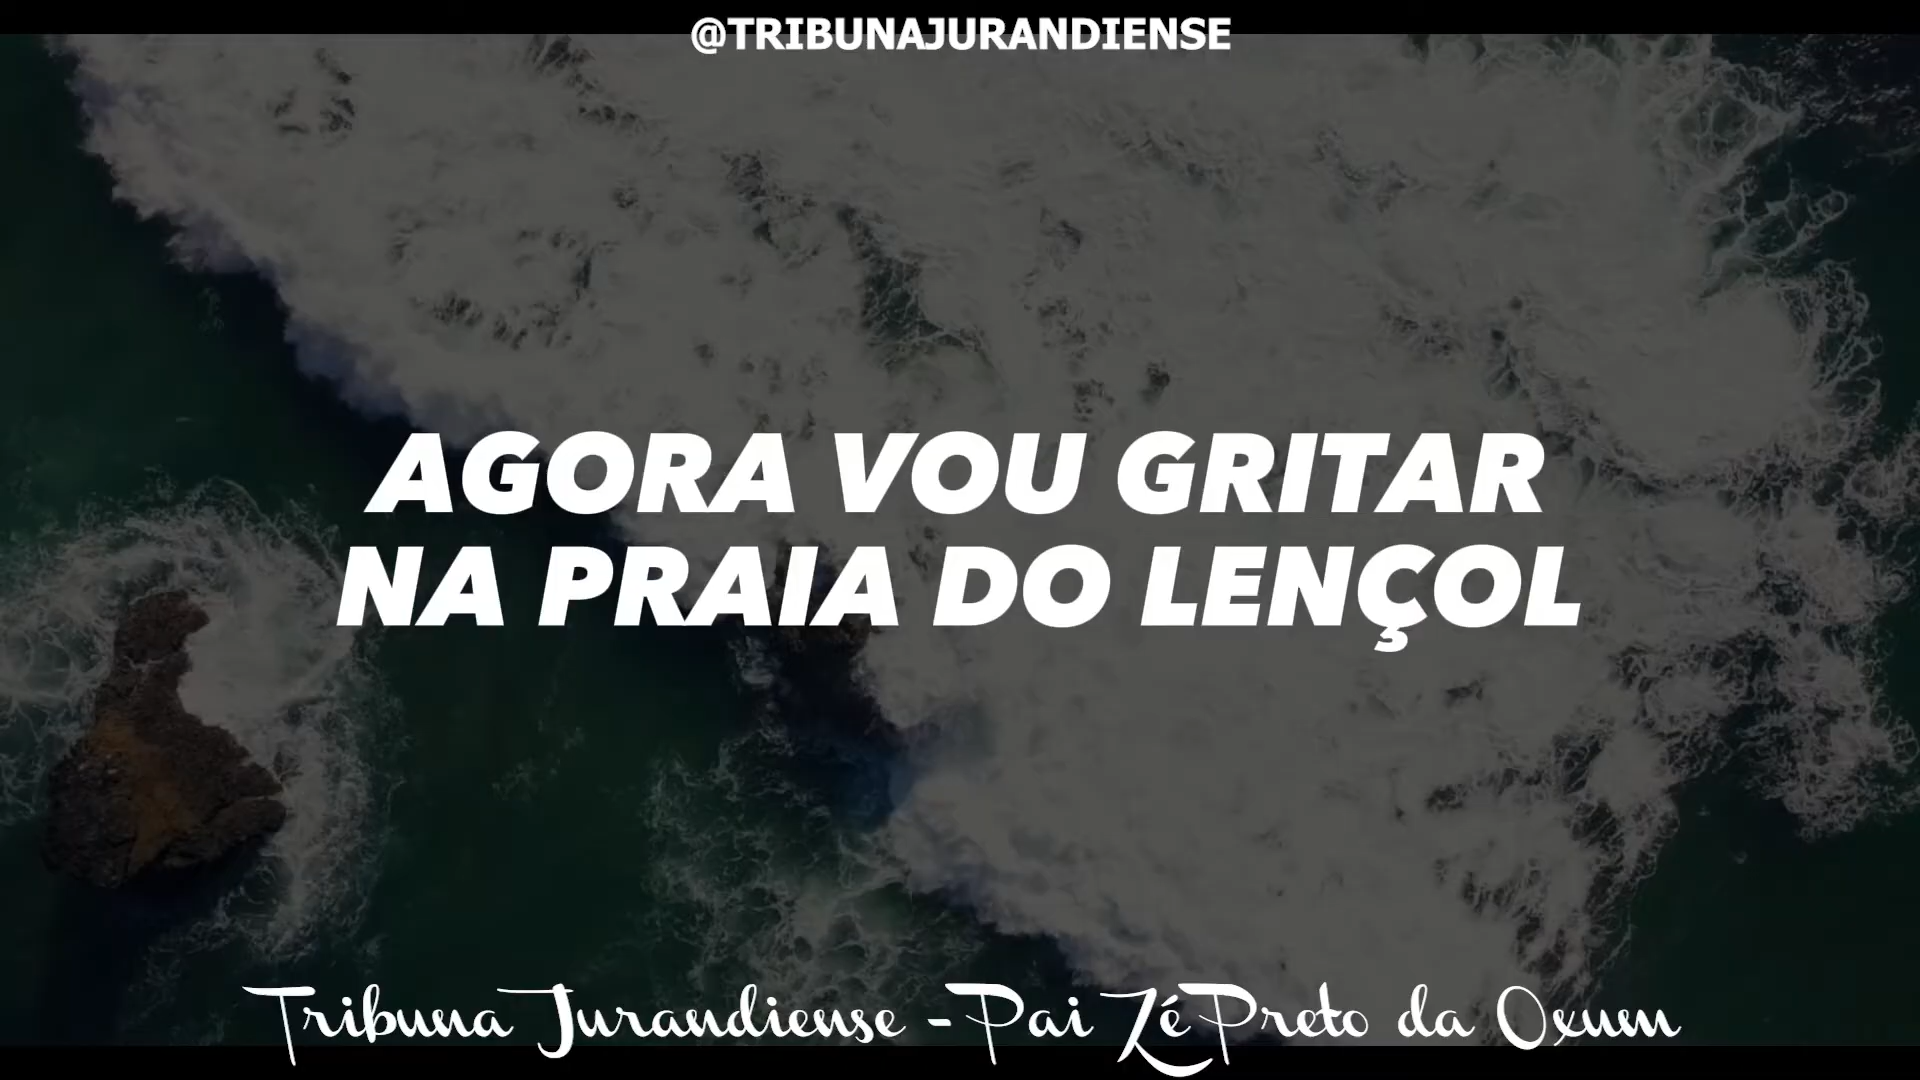 @TRIBUNAJURANDIENSE
AGORA VOU GRITAR
NA PRAIA DO LENÇOL
Tribuna Jurandiense - Pai Zé Preto da Oxum